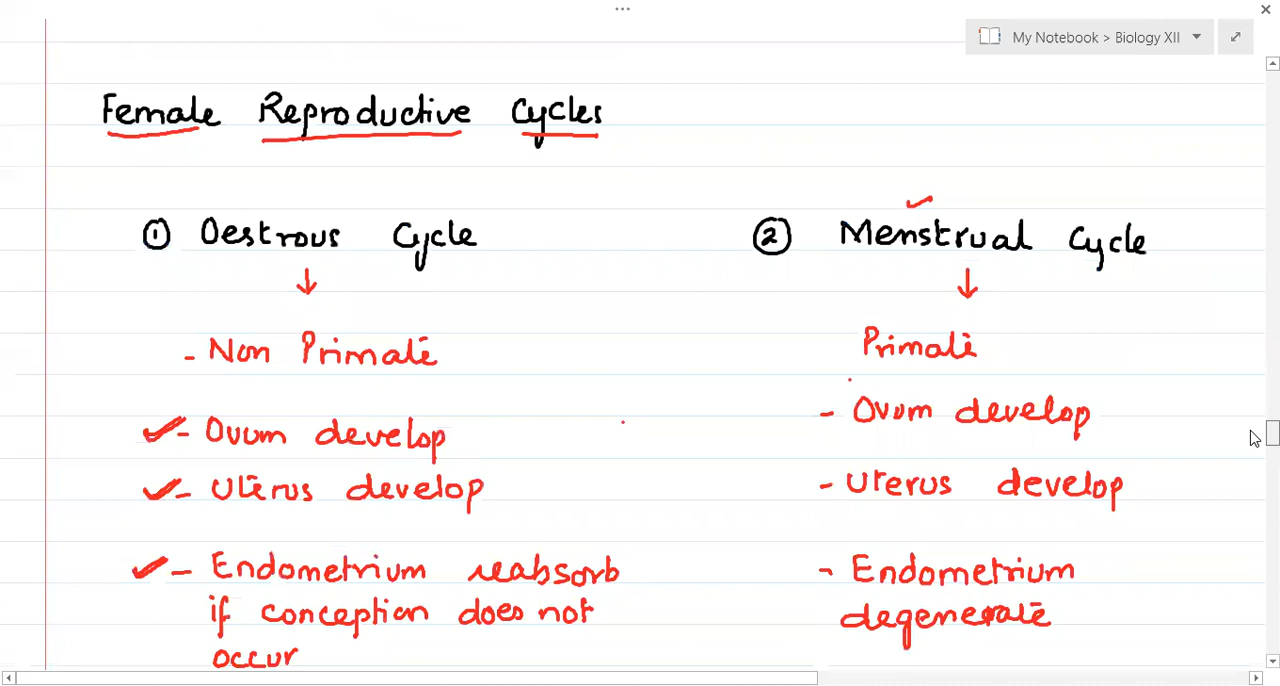 My Notebook > Biology XII
Female Reproductive Cycles
① Oestrous Cycle
- Non Primate
- Ovum develop
- Uterus develop
- Endometrium reabsorb
if conception does not
occur
② Menstrual Cycle
Primate
- Ovum develop
- Uterus develop
- Endometrium
degenerate